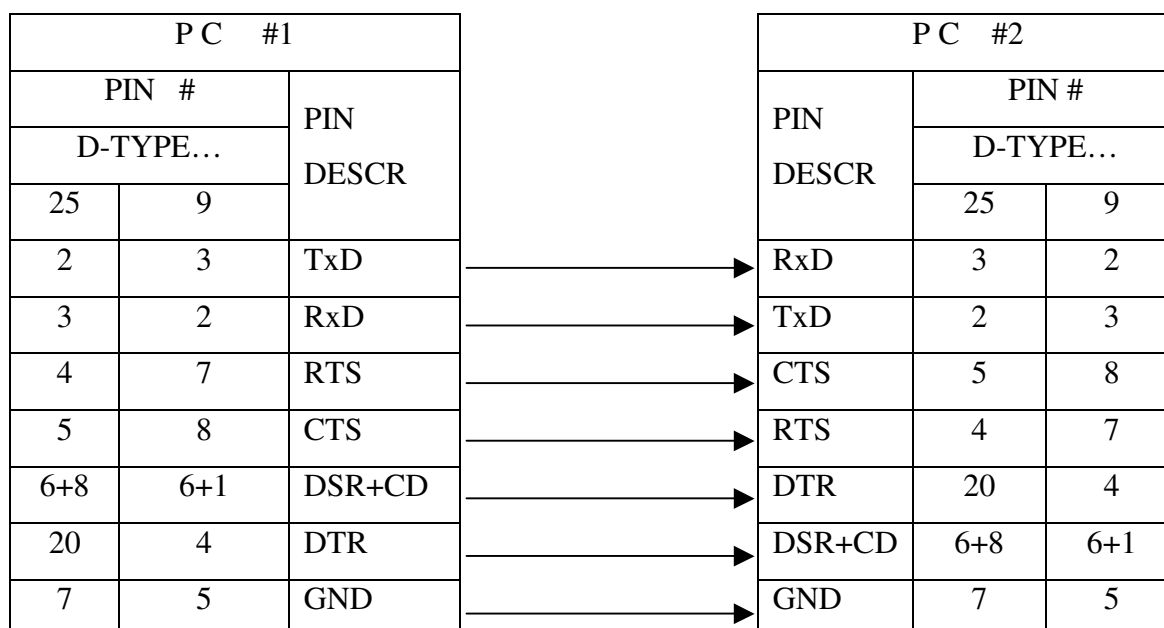 P C #1 P C #2
PIN # PIN PIN PIN #
D-TYPE… DESCR DESCR D-TYPE…
25 9 25 9
2 3 TxD RxD 3 2
3 2 RxD TxD 2 3
4 7 RTS CTS 5 8
5 8 CTS RTS 4 7
6+8 6+1 DSR+CD DTR 20 4
20 4 DTR DSR+CD 6+8 6+1
7 5 GND GND 7 5